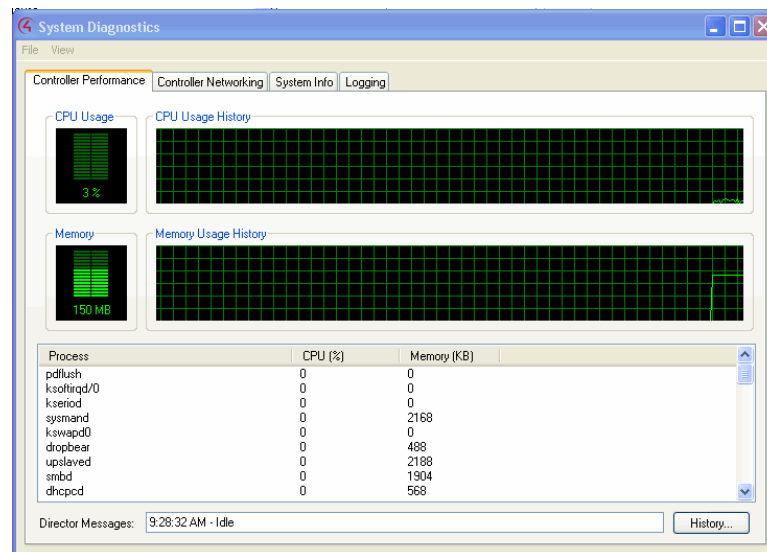 System Diagnostics
File View
Controller Performance Controller Networking System Info Logging
CPU Usage CPU Usage History
3 %
Memory Memory Usage History
150 MB
Process CPU (%) Memory (KB)
pdflush 0 0
ksoftirqd/0 0 0
kseriod 0 0
sysmand 0 2168
kswapd0 0 0
dropbear 0 488
upslaved 0 2188
smbd 0 1904
dhcpcd 0 568
Director Messages: 9:28:32 AM - Idle History...